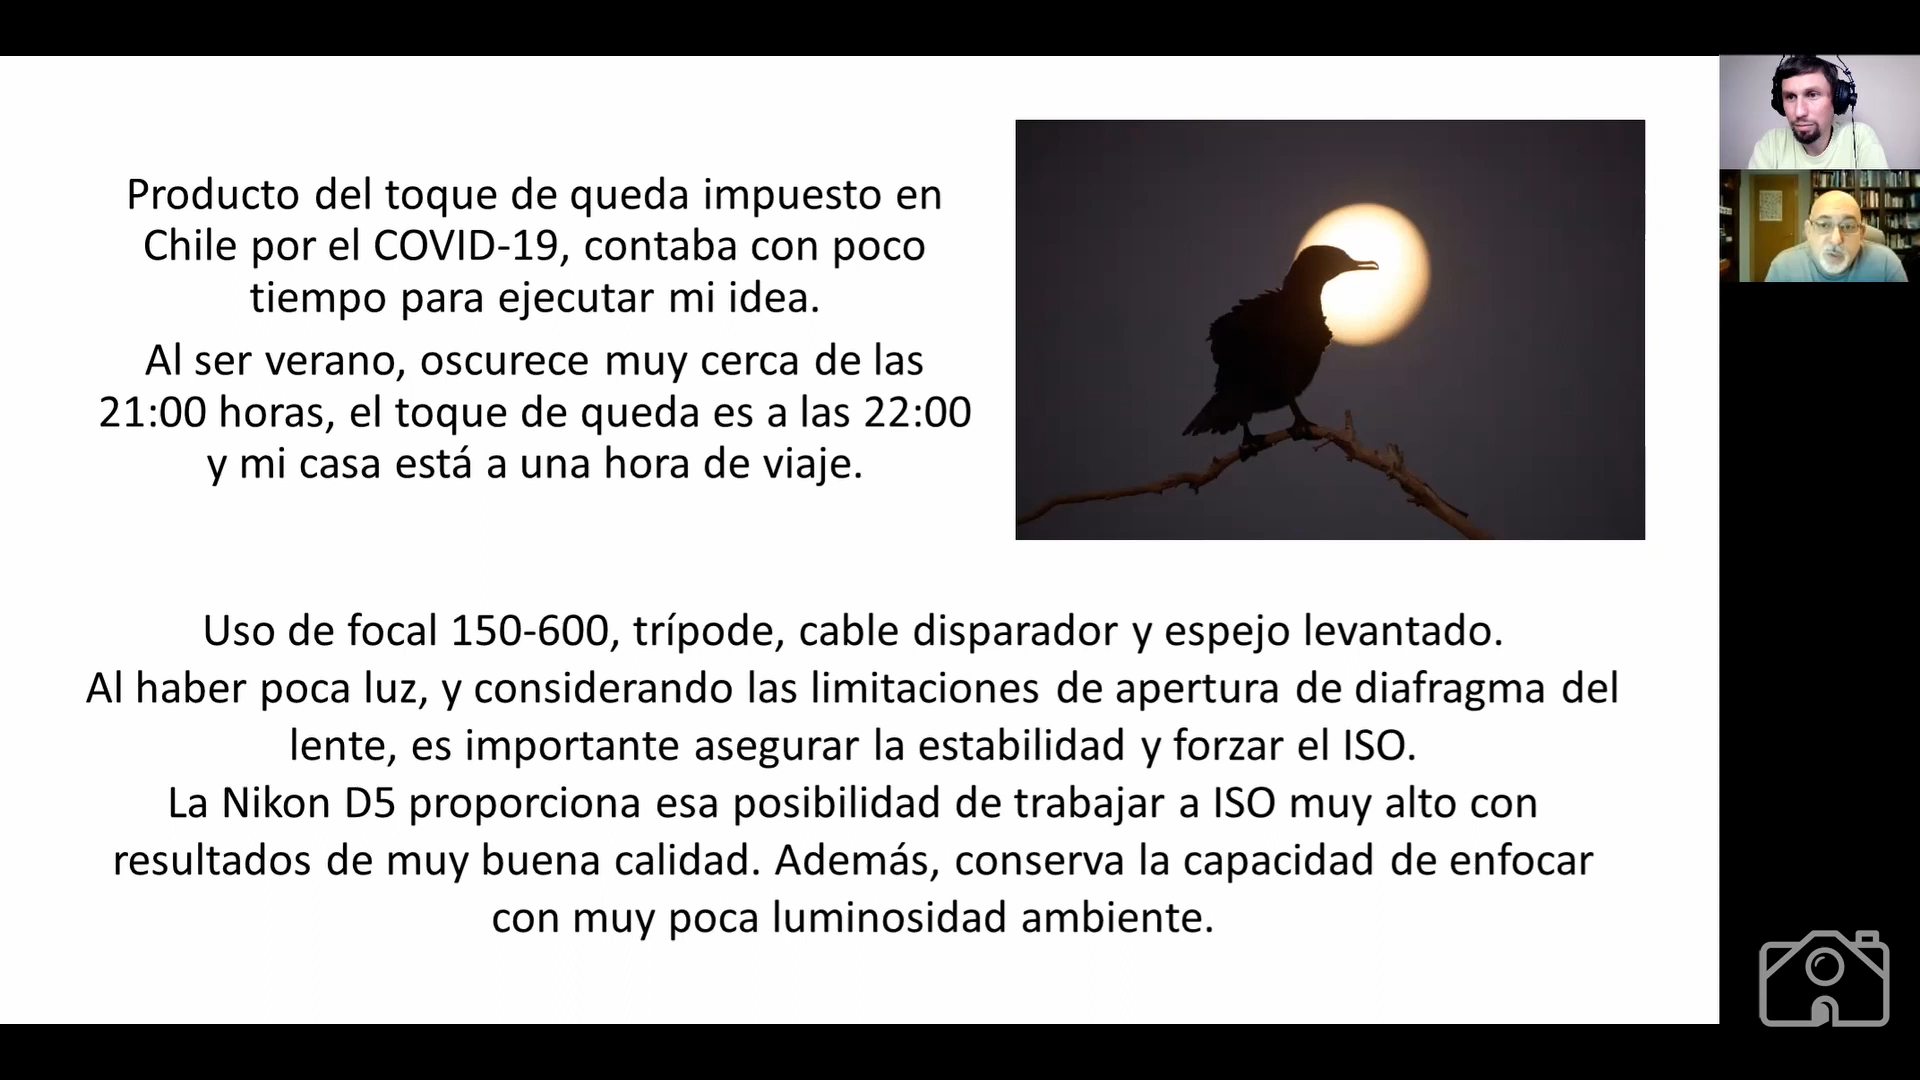 Producto del toque de queda impuesto en
Chile por el COVID-19, contaba con poco
tiempo para ejecutar mi idea.
Al ser verano, oscurece muy cerca de las
21:00 horas, el toque de queda es a las 22:00
y mi casa está a una hora de viaje.
Uso de focal 150-600, trípode, cable disparador y espejo levantado.
Al haber poca luz, y considerando las limitaciones de apertura de diafragma del
lente, es importante asegurar la estabilidad y forzar el ISO.
La Nikon D5 proporciona esa posibilidad de trabajar a ISO muy alto con
resultados de muy buena calidad. Además, conserva la capacidad de enfocar
con muy poca luminosidad ambiente.